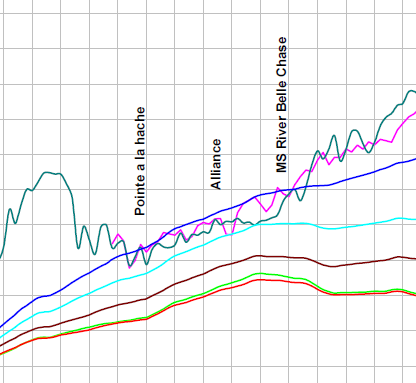 Pointe a la hache
Alliance
MS River Belle Chase